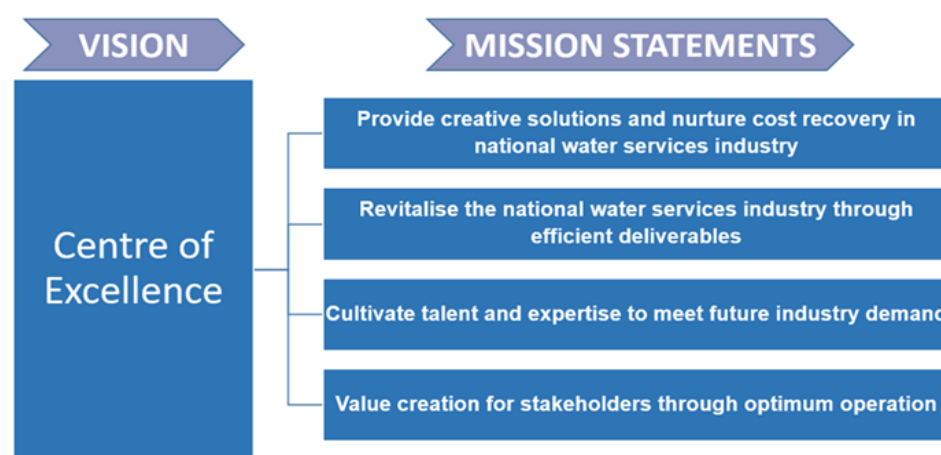 VISION
MISSION STATEMENTS
Centre of
Excellence
Provide creative solutions and nurture cost recovery in
national water services industry
Revitalise the national water services industry through
efficient deliverables
Cultivate talent and expertise to meet future industry demand
Value creation for stakeholders through optimum operation